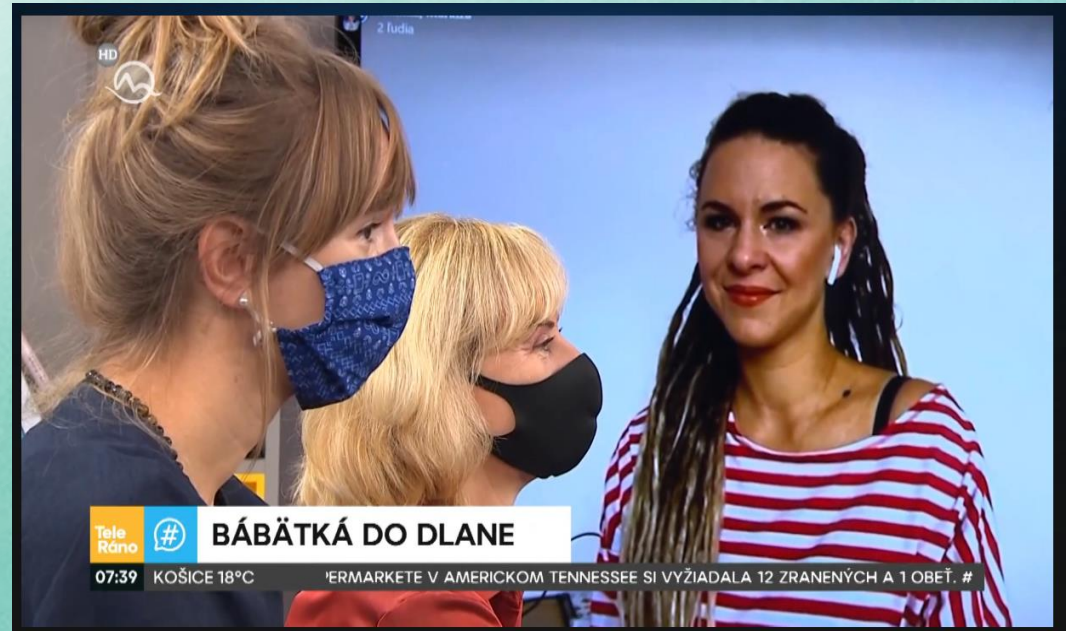 2 ľudia
HD
Tele
Ráno
#
BÁBÄTKÁ DO DLANE
07:39 KOŠICE 18°C 'ERMARKETE V AMERICKOM TENNESSEE SI VYŽIADALA 12 ZRANENÝCH A 1 OBEŤ. #